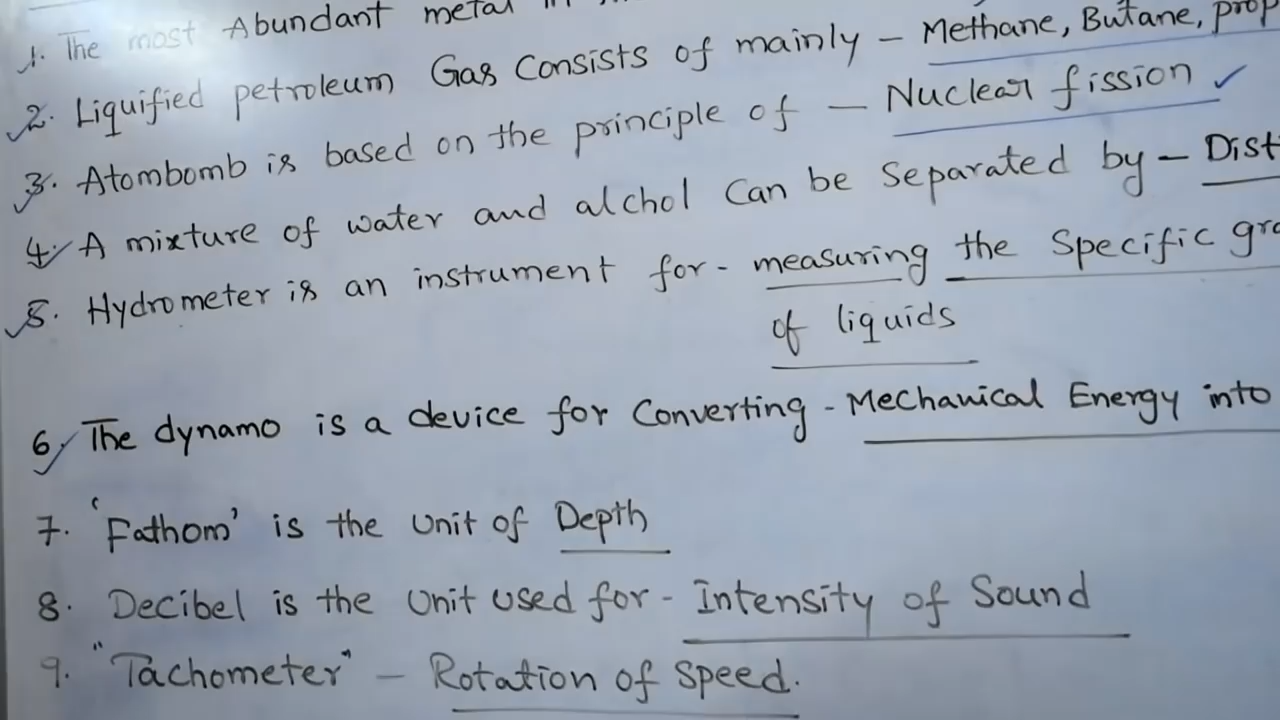 1. The most Abundant metal in
2. Liquified petroleum Gas Consists of mainly - Methane, Butane,
3. Atombomb is based on the principle of - Nuclear fission ✓
4. A mixture of water and alchol Can be Separated by -
5. Hydrometer is an instrument for - measuring the Specific
of liquids
6. The dynamo is a device for Converting - Mechanical Energy into
7. 'Fathom' is the Unit of Depth
8. Decibel is the Unit used for - Intensity of Sound
9. "Tachometer" - Rotation of Speed.